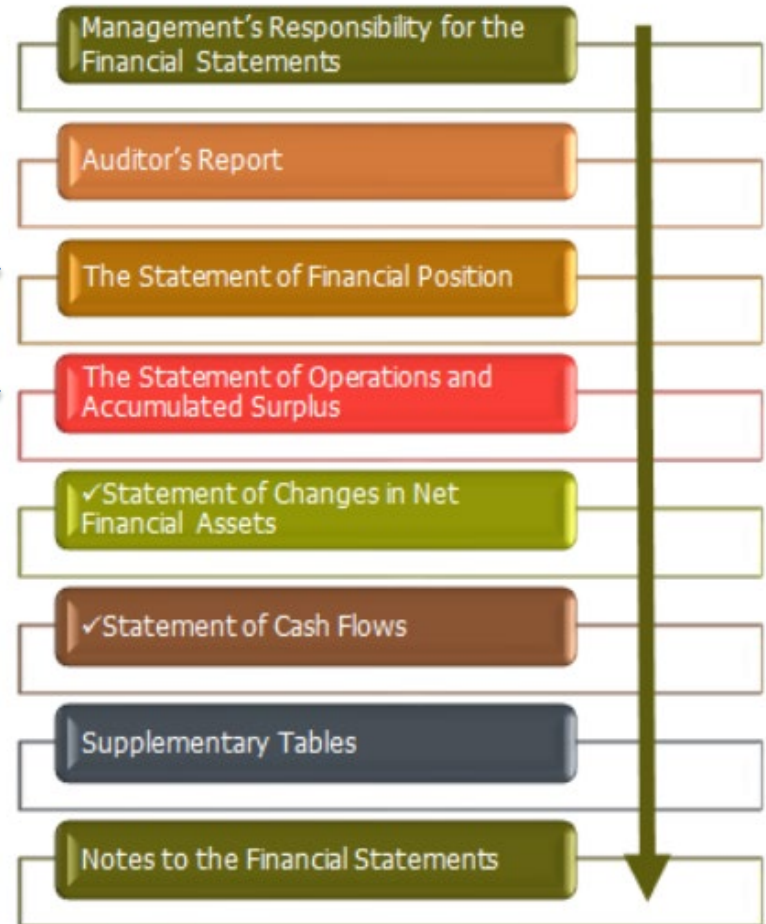 Management’s Responsibility for the
Financial Statements
Auditor’s Report
The Statement of Financial Position
The Statement of Operations and
Accumulated Surplus
✓Statement of Changes in Net
Financial Assets
✓Statement of Cash Flows
Supplementary Tables
Notes to the Financial Statements